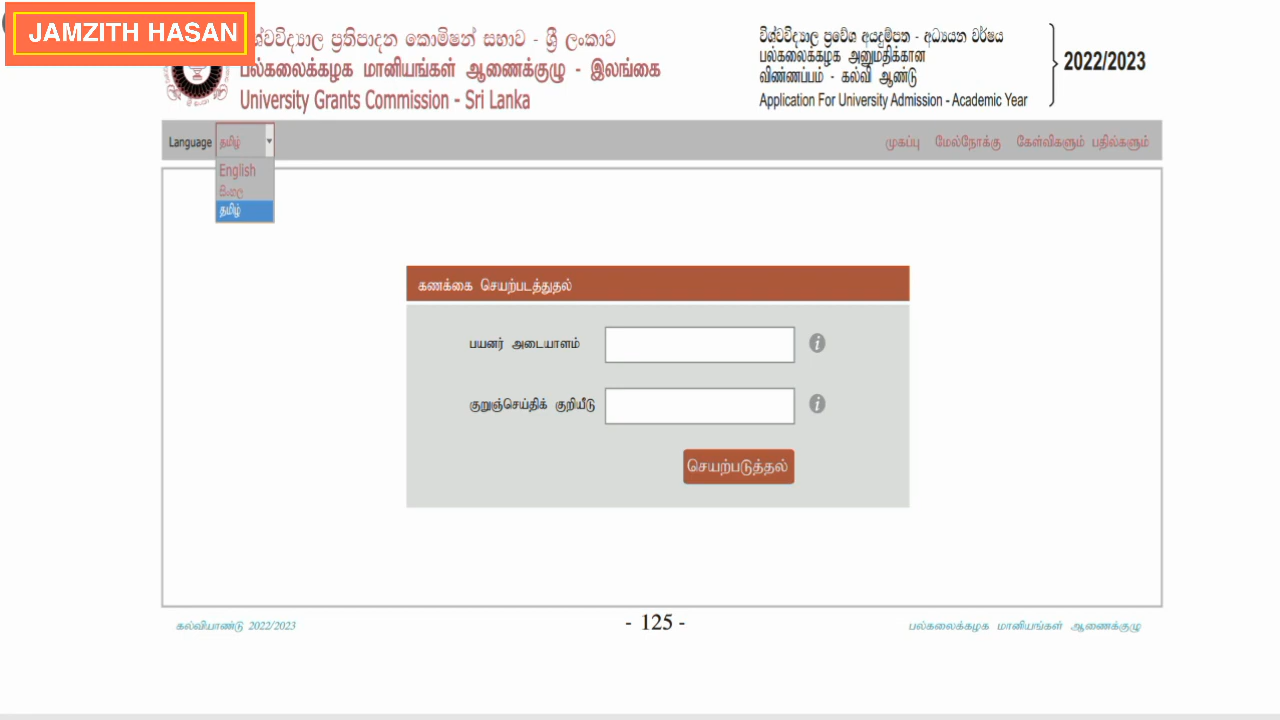 JAMZITH HASAN
විශ්වවිද්‍යාල ප්‍රතිපාදන කොමිෂන් සභාව - ශ්‍රී ලංකාව
பல்கலைக்கழக மானியங்கள் ஆணைக்குழு - இலங்கை
University Grants Commission - Sri Lanka
විශ්වවිද්‍යාල ප්‍රවේශ අයදුම්පත - අධ්‍යයන වර්ෂය
பல்கலைக்கழக அனுமதிக்கான
விண்ணப்பம் - கல்வி ஆண்டு
Application For University Admission - Academic Year
2022/2023
Language தமிழ்
English
සිංහල
தமிழ்
முகப்பு மேல்நோக்கு கேள்விகளும் பதில்களும்
கணக்கை செயற்படத்துதல்
பயனர் அடையாளம்
குறுஞ்செய்திக் குறியீடு
செயற்படுத்தல்
கல்வியாண்டு 2022/2023
- 125 -
பல்கலைக்கழக மானியங்கள் ஆணைக்குழு